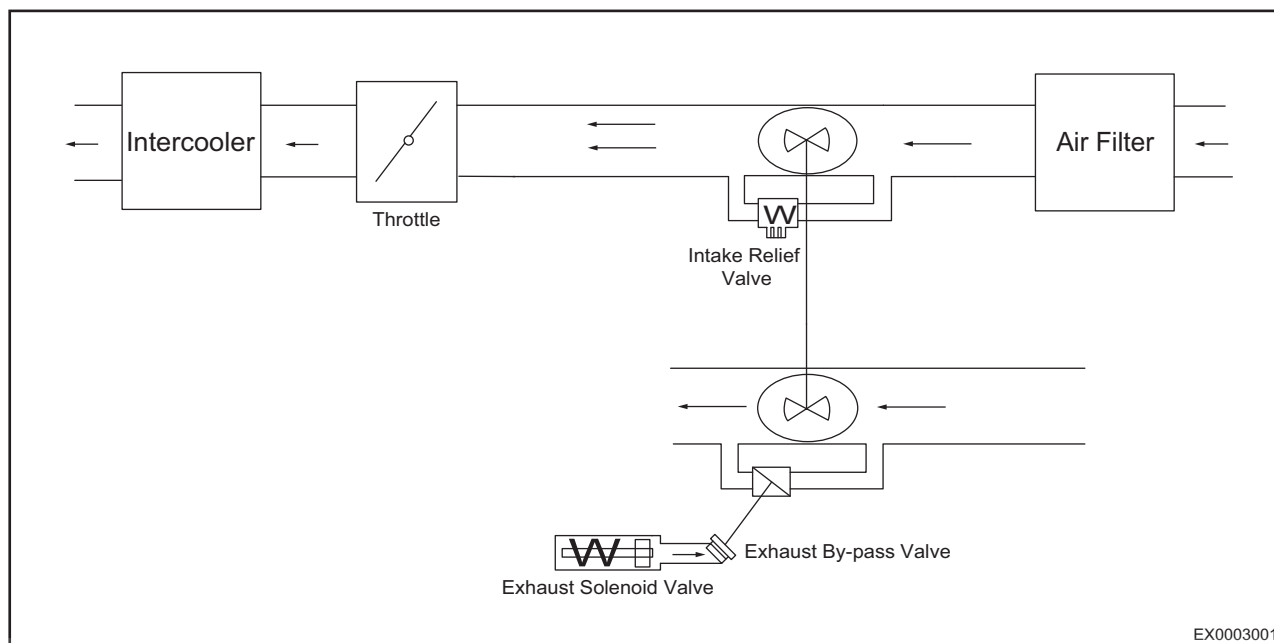 Intercooler
Throttle
Air Filter
Intake Relief
Valve
Exhaust By-pass Valve
Exhaust Solenoid Valve
EX0003001